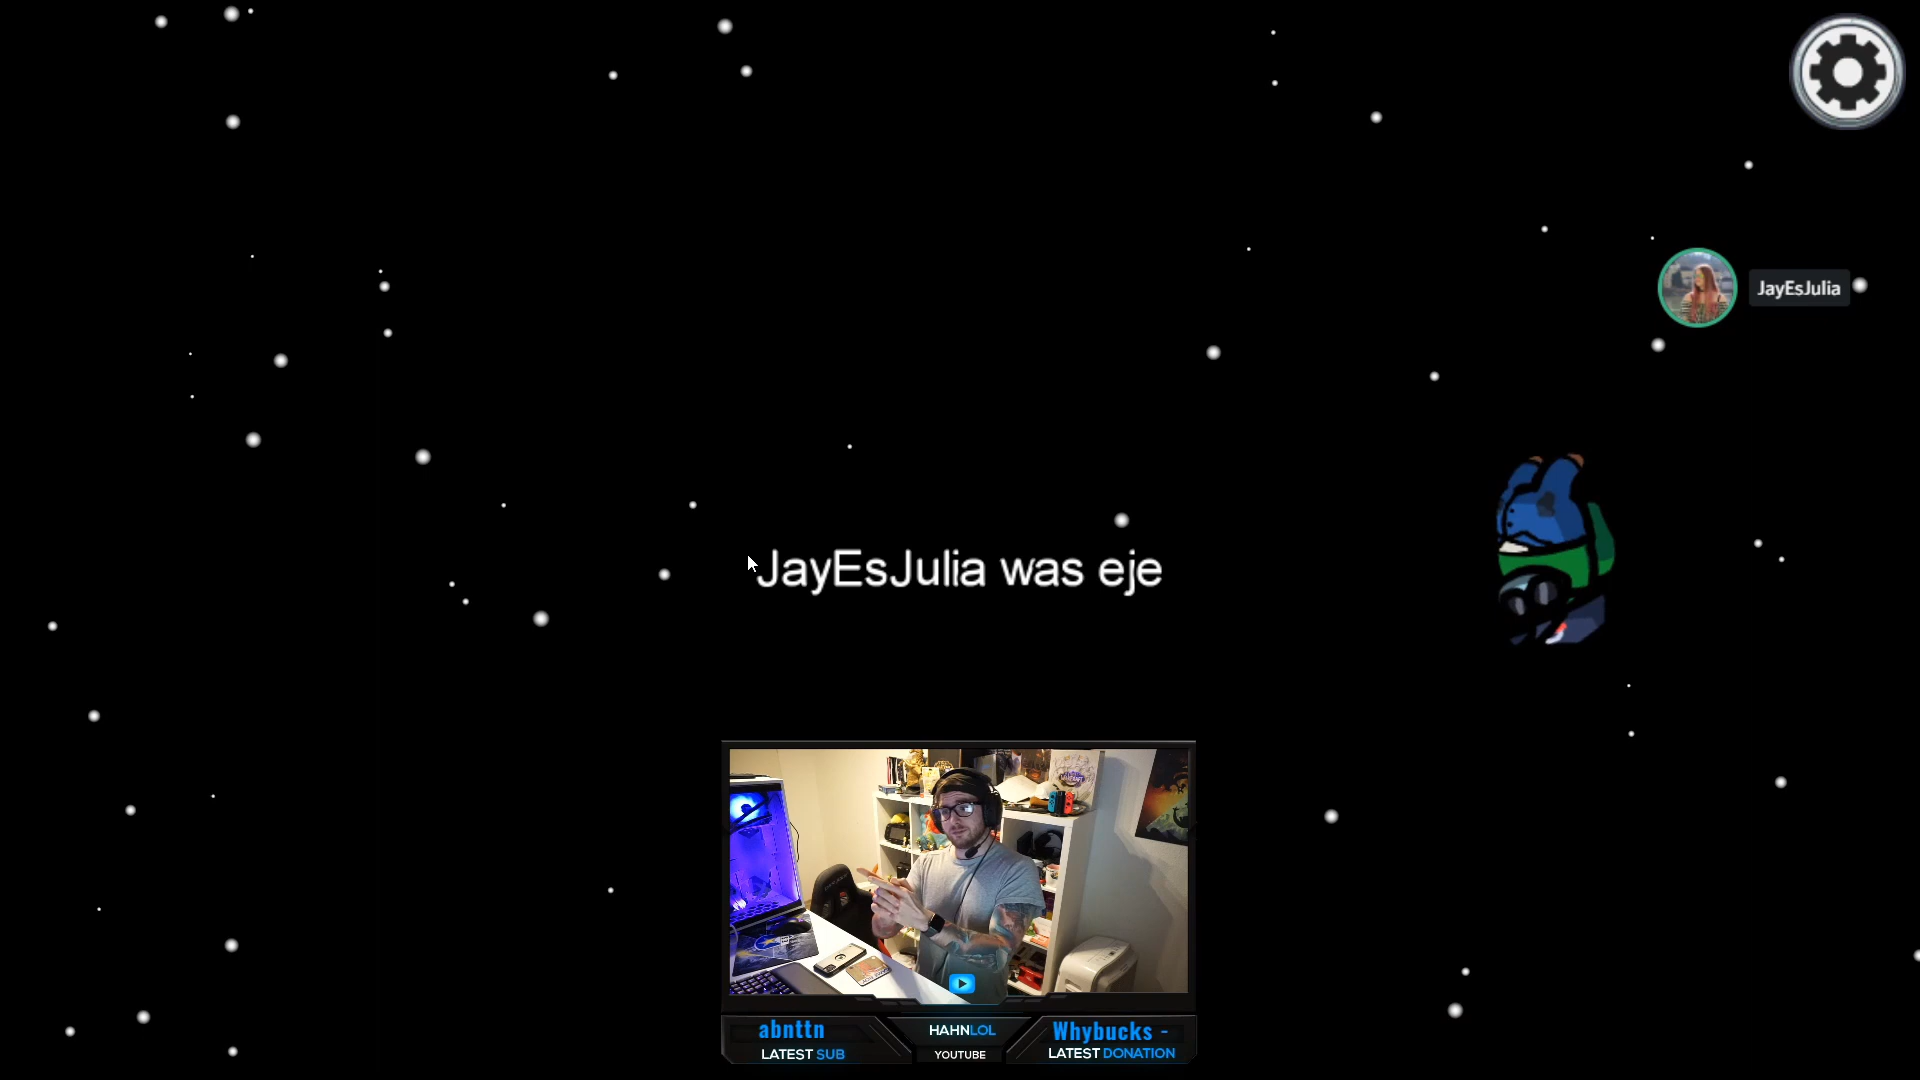 JayEsJulia
JayEsJulia was eje
abnttn
LATEST SUB
HAHNLOL
YOUTUBE
Whybucks -
LATEST DONATION